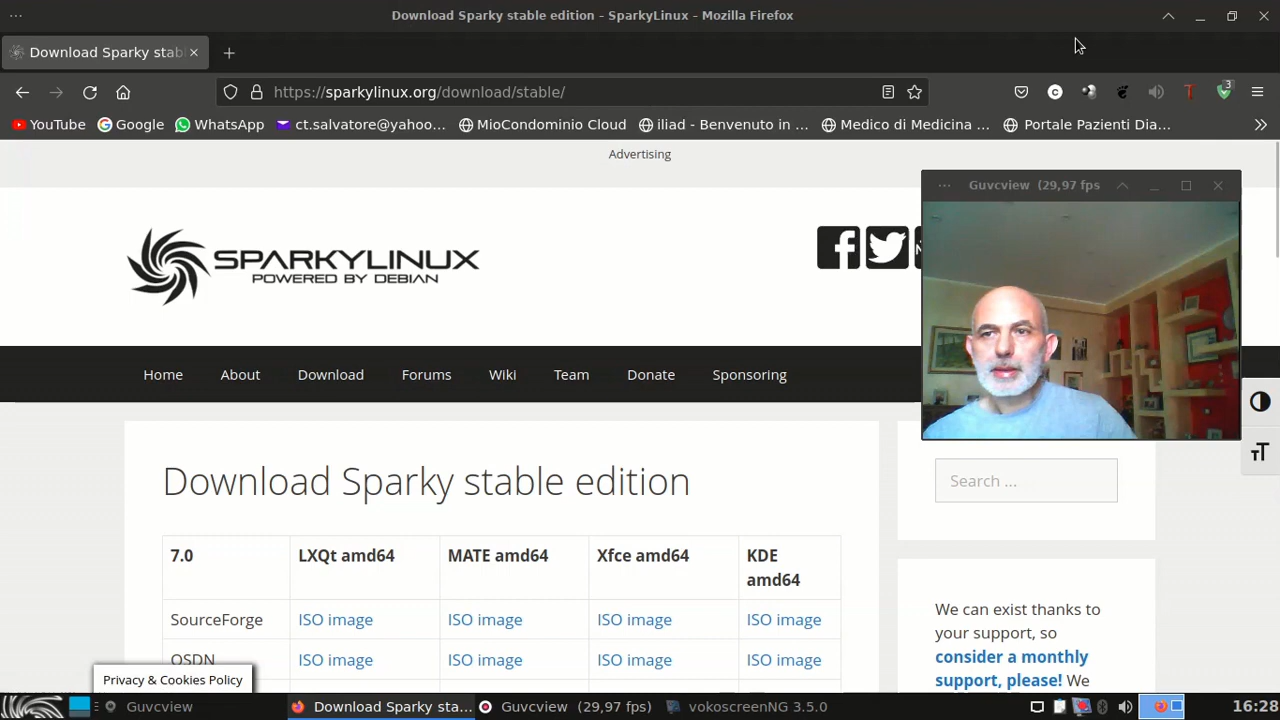 Download Sparky stable edition - SparkyLinux - Mozilla Firefox
Download Sparky stab
https://sparkylinux.org/download/stable/
3
YouTube Google WhatsApp ct.salvatore@yahoo... MioCondominio Cloud iliad - Benvenuto in ... Medico di Medicina ... Portale Pazienti Dia...
Advertising
Guvcview (29,97 fps
SPARKYLINUX
POWERED BY DEBIAN
Home About Download Forums Wiki Team Donate Sponsoring
Download Sparky stable edition
Search ...
7.0 LXQt amd64 MATE amd64 Xfce amd64 KDE amd64
SourceForge ISO image ISO image ISO image ISO image
OSDN ISO image ISO image ISO image ISO image
We can exist thanks to
your support, so
consider a monthly
support, please! We
Privacy & Cookies Policy
Guvcview Download Sparky sta... Guvcview (29,97 fps) vokoscreenNG 3.5.0 16:28